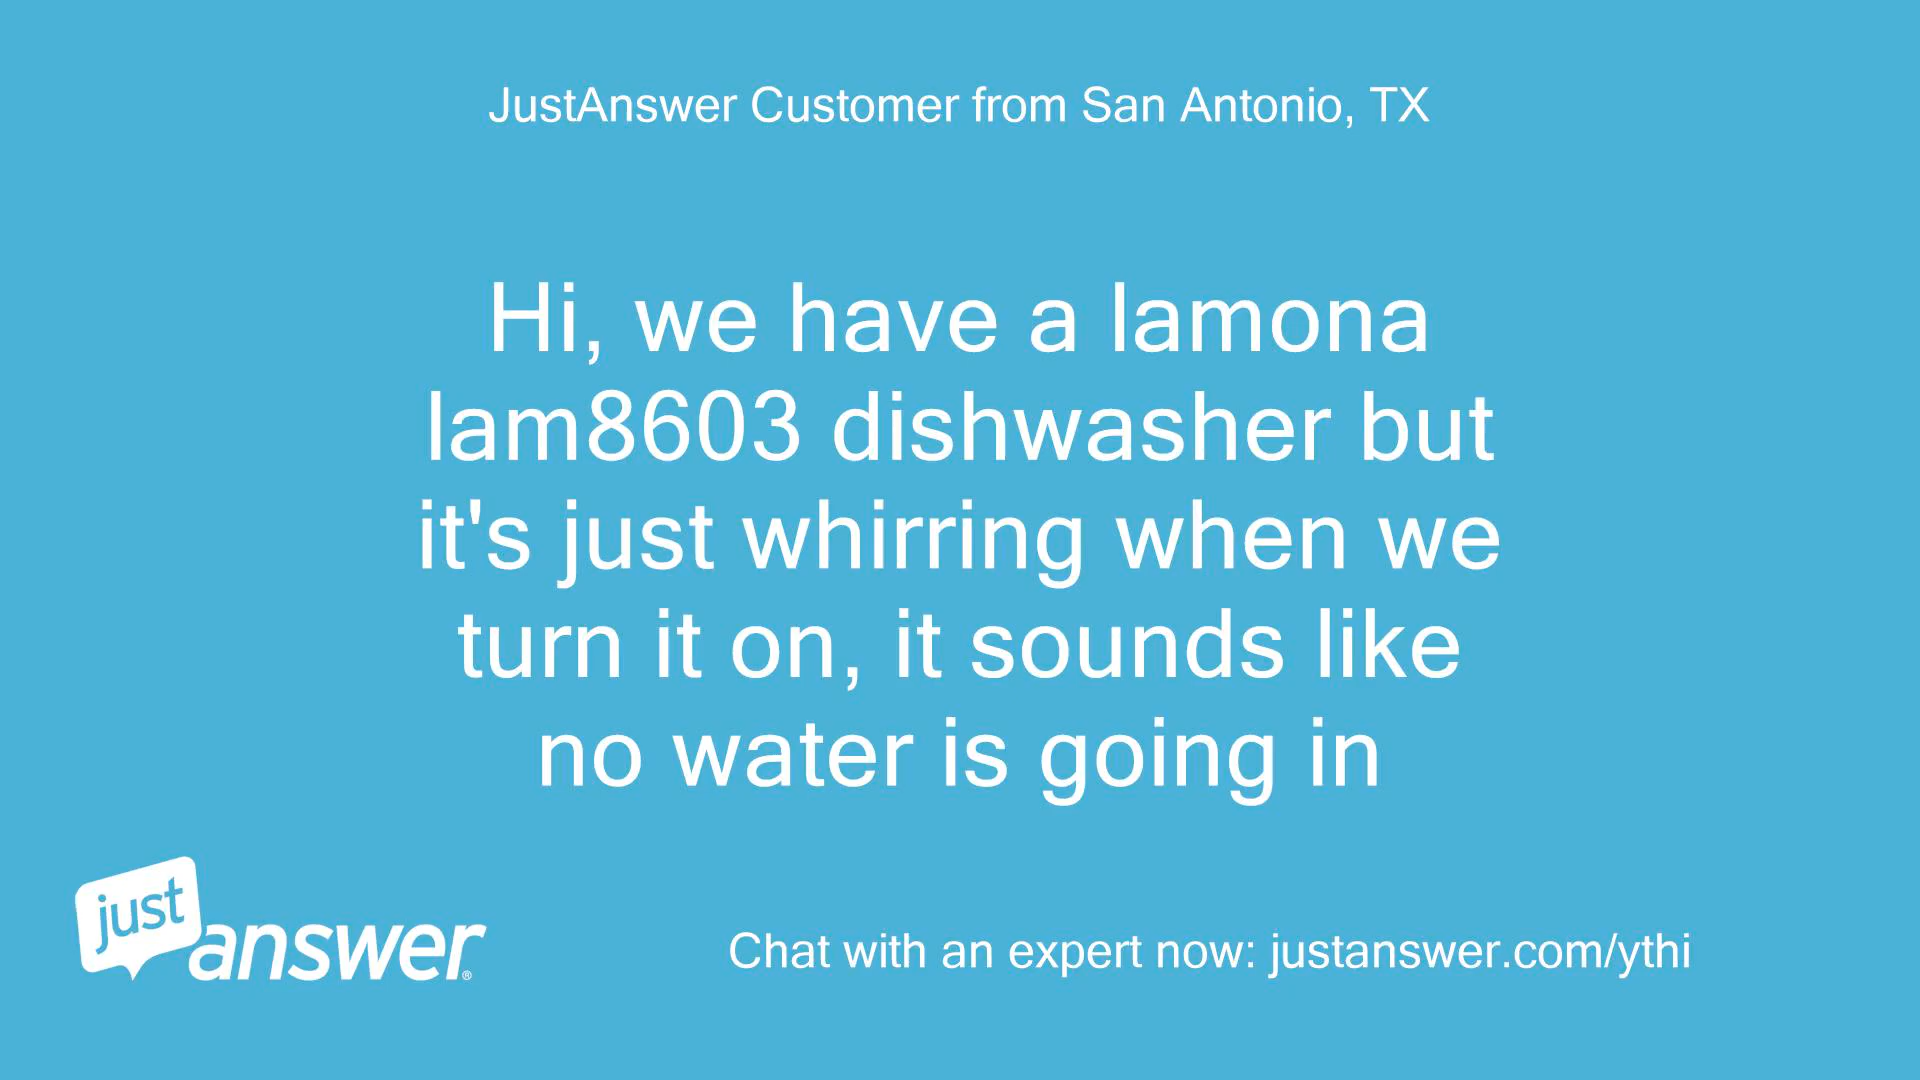 JustAnswer Customer from San Antonio, TX
Hi, we have a lamona
lam8603 dishwasher but
it's just whirring when we
turn it on, it sounds like
no water is going in
just
answer®
Chat with an expert now: justanswer.com/ythi